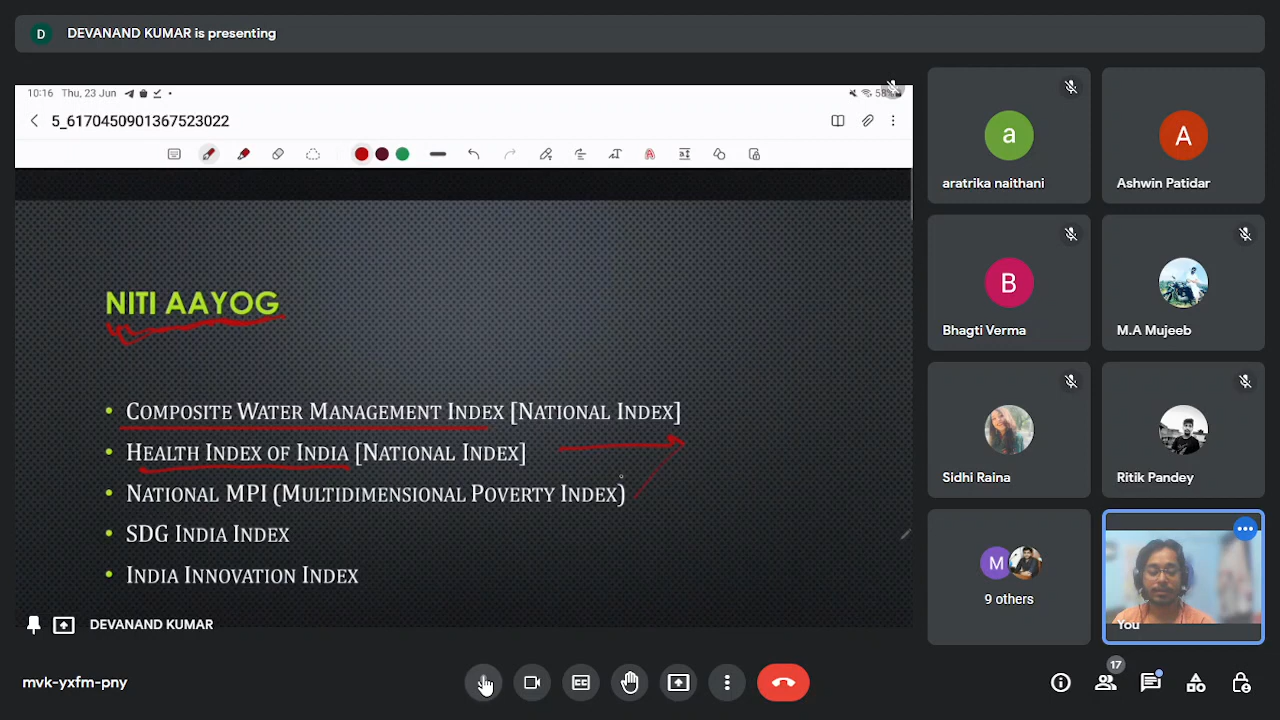 D DEVANAND KUMAR is presenting
10:16 Thu, 23 Jun
58%
5_6170450901367523022
NITI AAYOG
• COMPOSITE WATER MANAGEMENT INDEX [NATIONAL INDEX]
• HEALTH INDEX OF INDIA [NATIONAL INDEX]
• NATIONAL MPI (MULTIDIMENSIONAL POVERTY INDEX)
• SDG INDIA INDEX
• INDIA INNOVATION INDEX
DEVANAND KUMAR
a
aratrika naithani
A
Ashwin Patidar
B
Bhagti Verma
M.A Mujeeb
Sidhi Raina
Ritik Pandey
M
9 others
You
mvk-yxfm-pny
CC
17